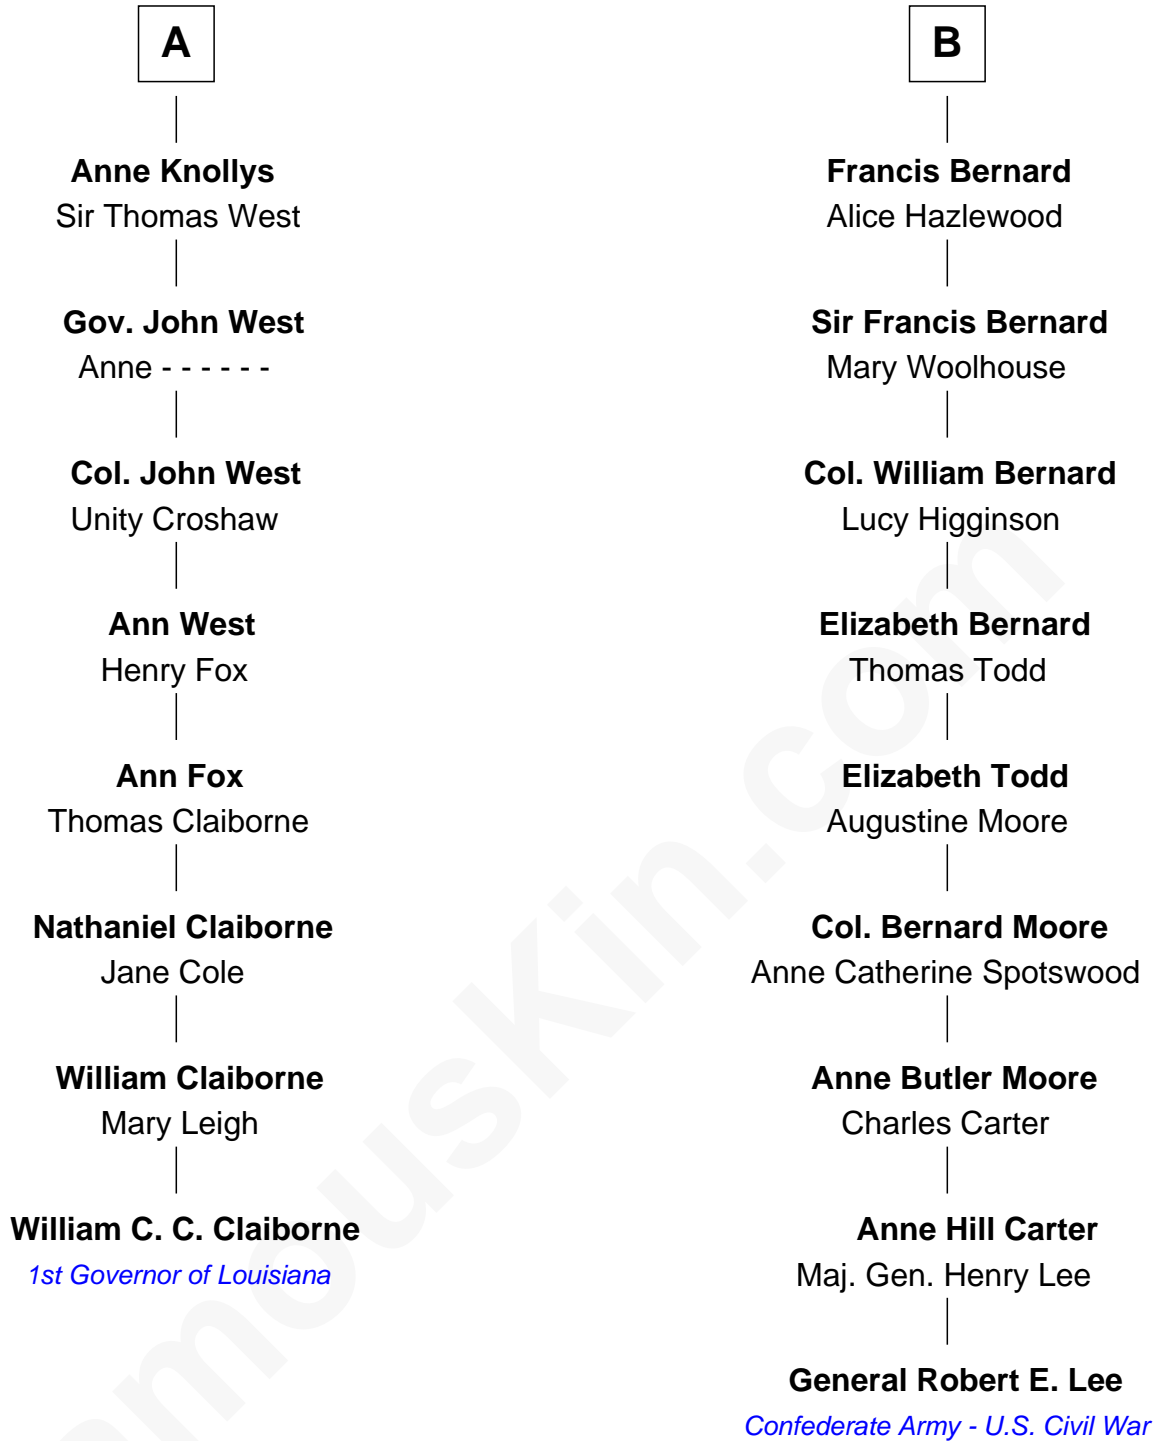 A
Anne Knollys
Sir Thomas West
Gov. John West
Anne - - - - - -
Col. John West
Unity Croshaw
Ann West
Henry Fox
Ann Fox
Thomas Claiborne
Nathaniel Claiborne
Jane Cole
William Claiborne
Mary Leigh
William C. C. Claiborne
1st Governor of Louisiana
B
Francis Bernard
Alice Hazlewood
Sir Francis Bernard
Mary Woolhouse
Col. William Bernard
Lucy Higginson
Elizabeth Bernard
Thomas Todd
Elizabeth Todd
Augustine Moore
Col. Bernard Moore
Anne Catherine Spotswood
Anne Butler Moore
Charles Carter
Anne Hill Carter
Maj. Gen. Henry Lee
General Robert E. Lee
Confederate Army - U.S. Civil War
amouskin.com